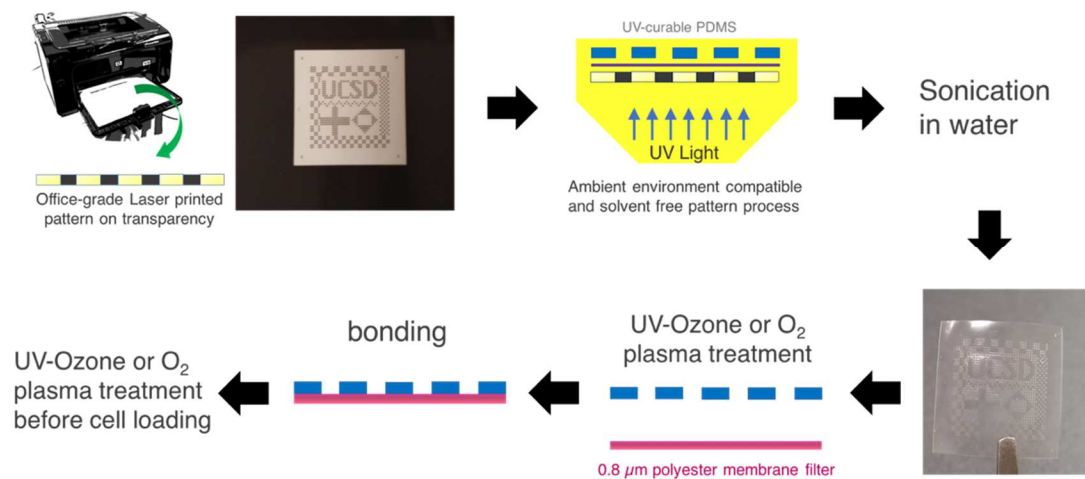 Office-grade Laser printed
pattern on transparency
UCSD
UV-curable PDMS
UV Light
Ambient environment compatible
and solvent free pattern process
Sonication
in water
UCSD
UV-Ozone or O₂
plasma treatment
0.8 μm polyester membrane filter
bonding
UV-Ozone or O₂
plasma treatment
before cell loading